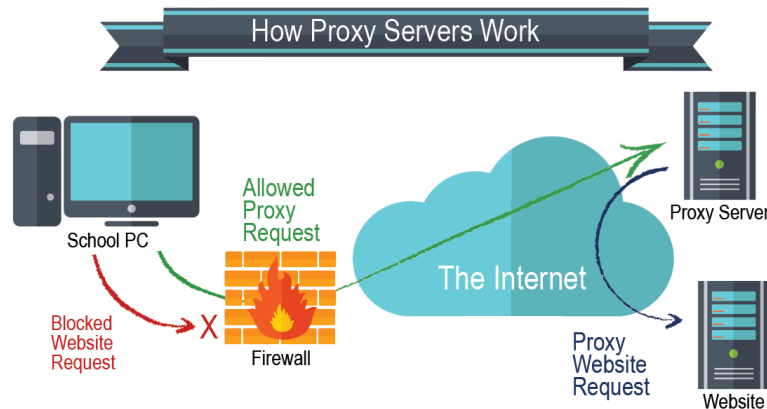 How Proxy Servers Work
Allowed
Proxy
Request
School PC
Proxy Server
The Internet
Blocked
Website
Request
X
Firewall
Proxy
Website
Request
Website